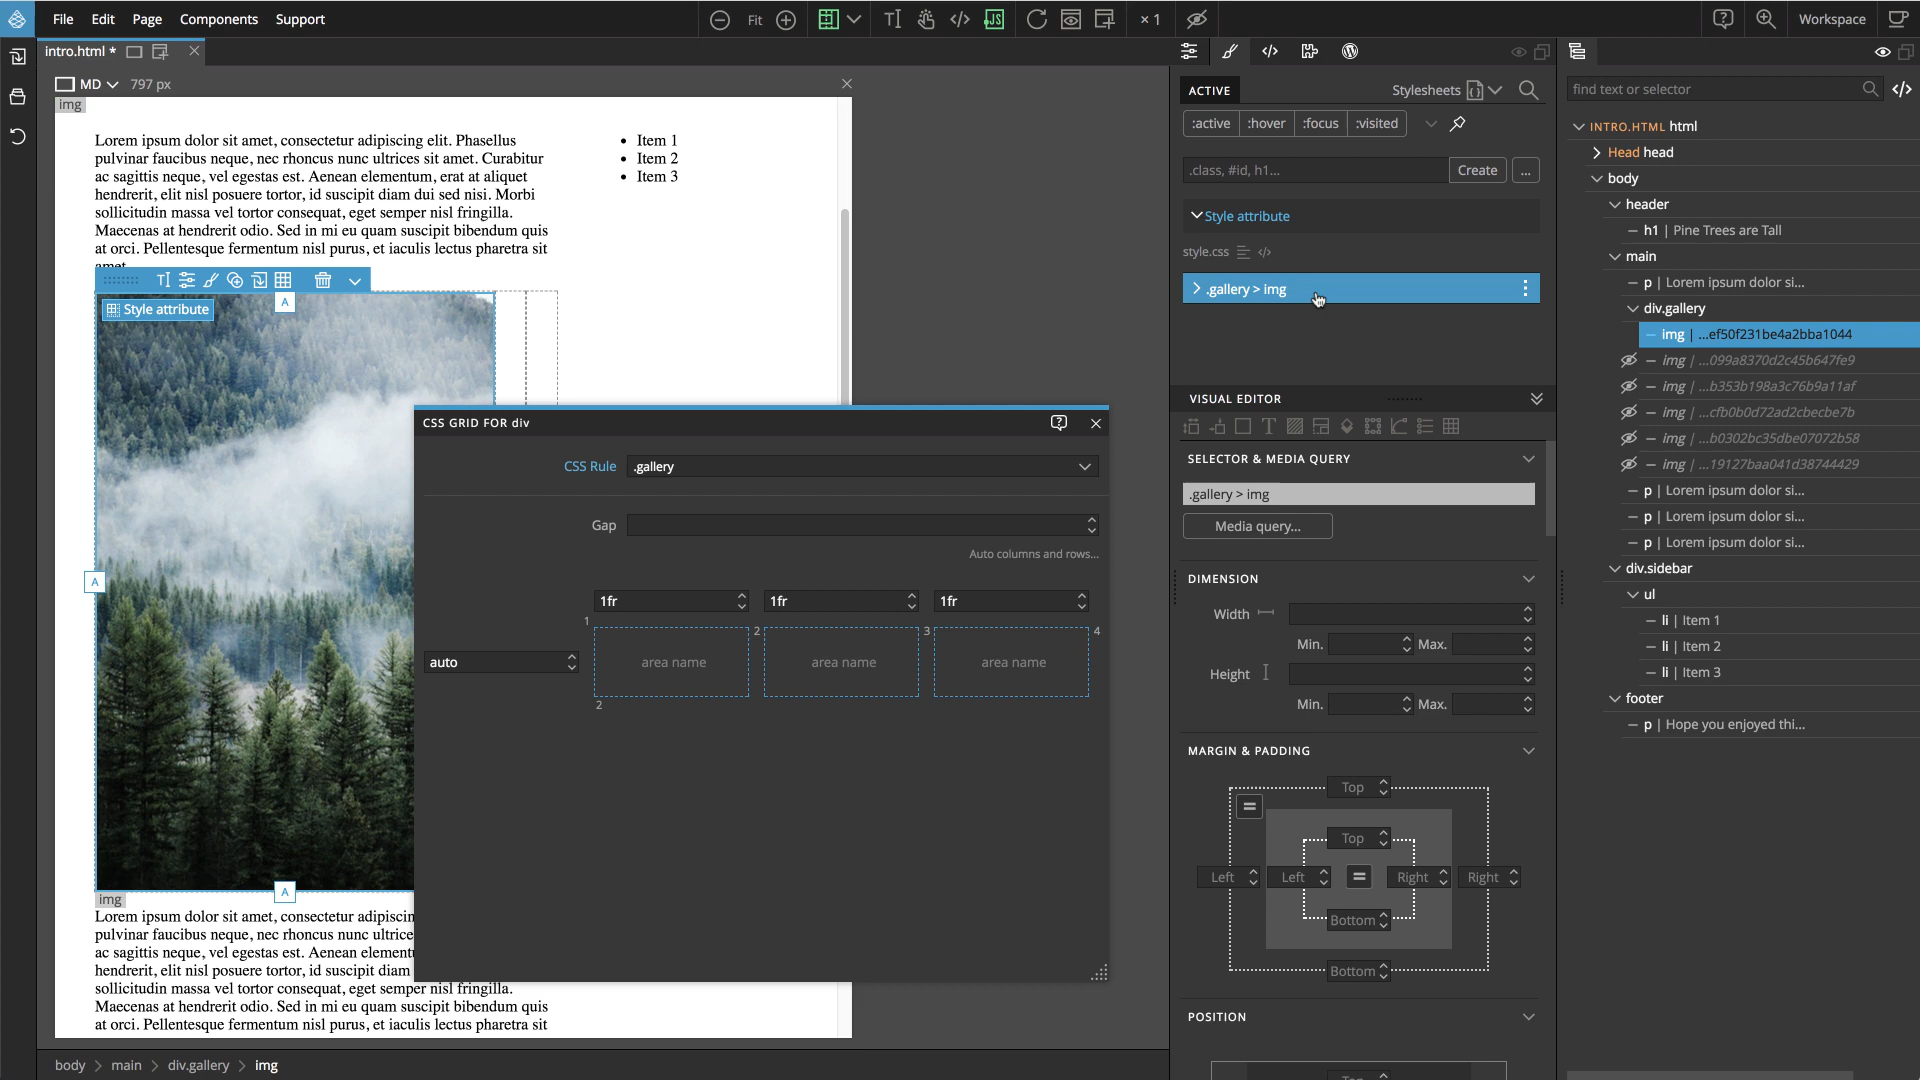 File Edit Page Components Support
Fit
× 1
Workspace
intro.html *
MD 797 px
img
Lorem ipsum dolor sit amet, consectetur adipiscing elit. Phasellus
pulvinar faucibus neque, nec rhoncus nunc ultrices sit amet. Curabitur
ac sagittis neque, vel egestas est. Aenean elementum, erat at aliquet
hendrerit, elit nisl posuere tortor, id suscipit diam dui sed nisi. Morbi
sollicitudin massa vel tortor consequat, eget semper nisl fringilla.
Maecenas at hendrerit odio. Sed in mi eu quam suscipit bibendum quis
at orci. Pellentesque fermentum nisl purus, et iaculis lectus pharetra sit
amet
• Item 1
• Item 2
• Item 3
Style attribute
A
A
A
img
Lorem ipsum dolor sit amet, consectetur adipiscin
pulvinar faucibus neque, nec rhoncus nunc ultrice
ac sagittis neque, vel egestas est. Aenean element
hendrerit, elit nisl posuere tortor, id suscipit diam
sollicitudin massa vel tortor consequat, eget semper nisl fringilla.
Maecenas at hendrerit odio. Sed in mi eu quam suscipit bibendum quis
at orci. Pellentesque fermentum nisl purus, et iaculis lectus pharetra sit
body > main > div.gallery > img
CSS GRID FOR div
CSS Rule .gallery
Gap
Auto columns and rows...
1fr 1fr 1fr
1 2 3 4
auto area name area name area name
2
ACTIVE
Stylesheets
:active :hover :focus :visited
.class, #id, h1...
Create ...
Style attribute
style.css
.gallery > img
VISUAL EDITOR
SELECTOR & MEDIA QUERY
.gallery > img
Media query...
DIMENSION
Width
Min. Max.
Height
Min. Max.
MARGIN & PADDING
Top
Top
Left Left = Right Right
Bottom
Bottom
POSITION
find text or selector
INTRO.HTML html
Head head
body
header
h1 | Pine Trees are Tall
main
p | Lorem ipsum dolor si...
div.gallery
img | ...ef50f231be4a2bba1044
img | ...099a8370d2c45b647fe9
img | ...b353b198a3c76b9a11af
img | ...cfb0b0d72ad2cbecbe7b
img | ...b0302bc35dbe07072b58
img | ...19127baa041d38744429
p | Lorem ipsum dolor si...
p | Lorem ipsum dolor si...
p | Lorem ipsum dolor si...
div.sidebar
ul
li | Item 1
li | Item 2
li | Item 3
footer
p | Hope you enjoyed thi...